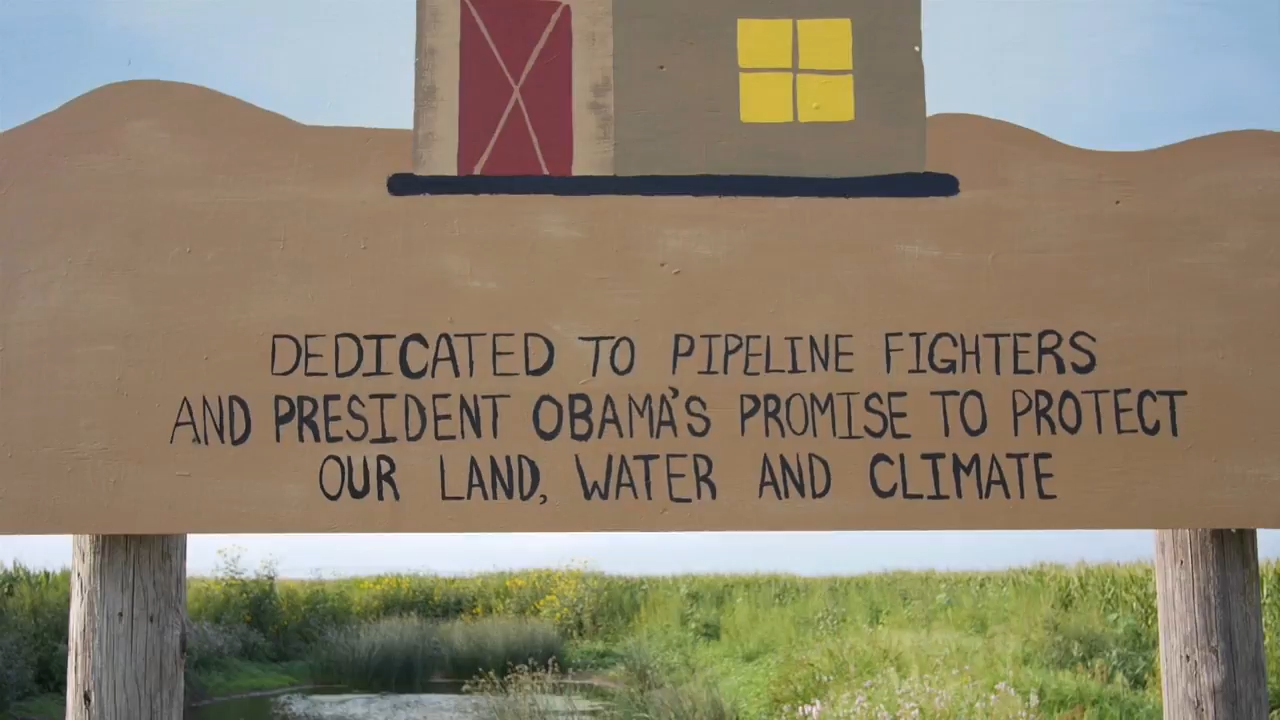 DEDICATED TO PIPELINE FIGHTERS
AND PRESIDENT OBAMA'S PROMISE TO PROTECT
OUR LAND, WATER AND CLIMATE